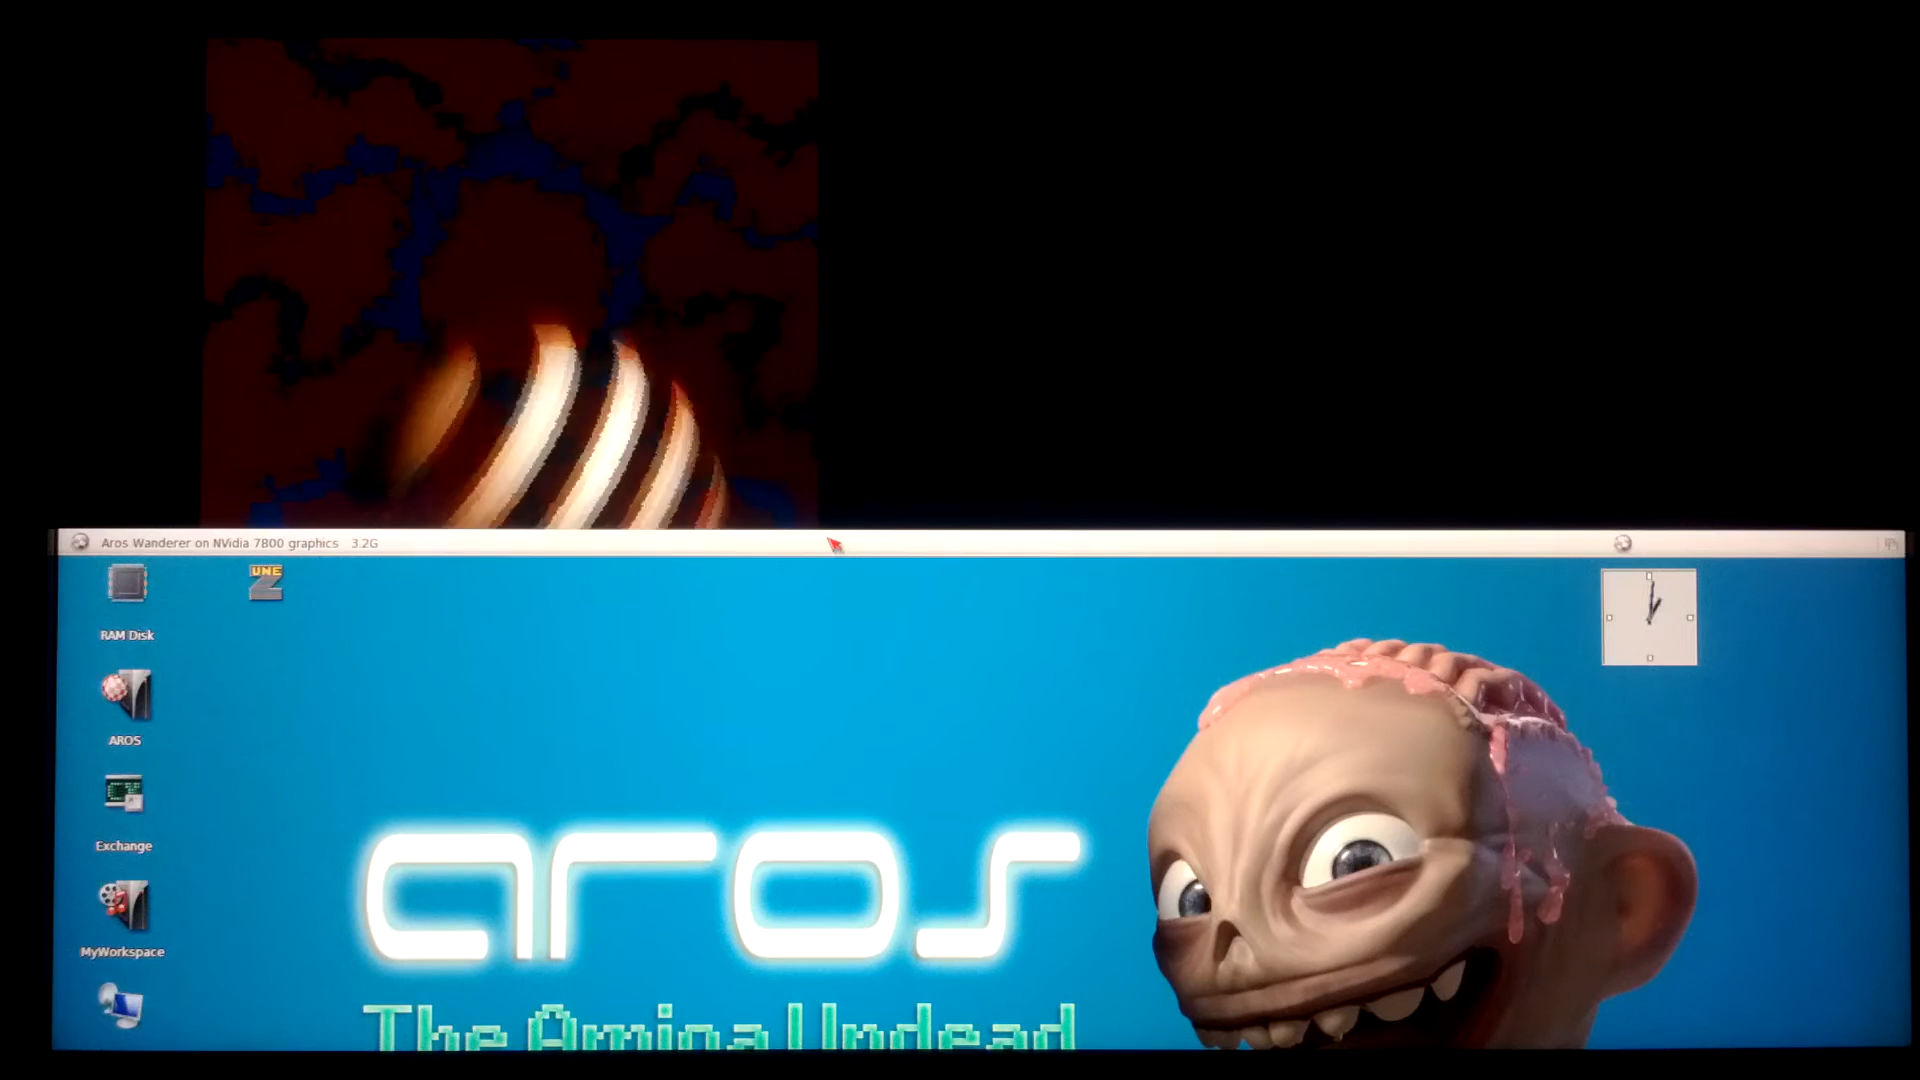 Aros Wanderer on NVidia 7800 graphics 3.2G
UNE
RAM Disk
AROS
Exchange
MyWorkspace
aros
The Amiga Undead